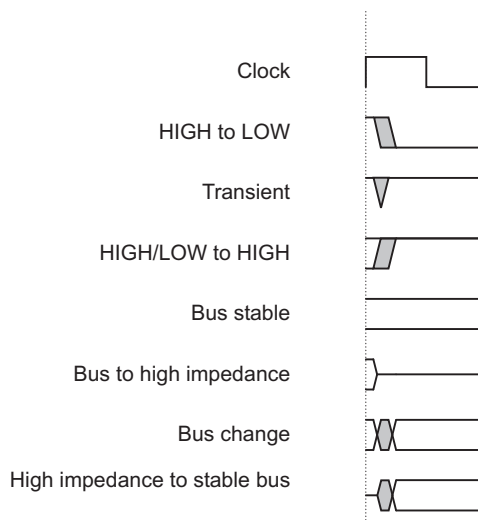 Clock
HIGH to LOW
Transient
HIGH/LOW to HIGH
Bus stable
Bus to high impedance
Bus change
High impedance to stable bus